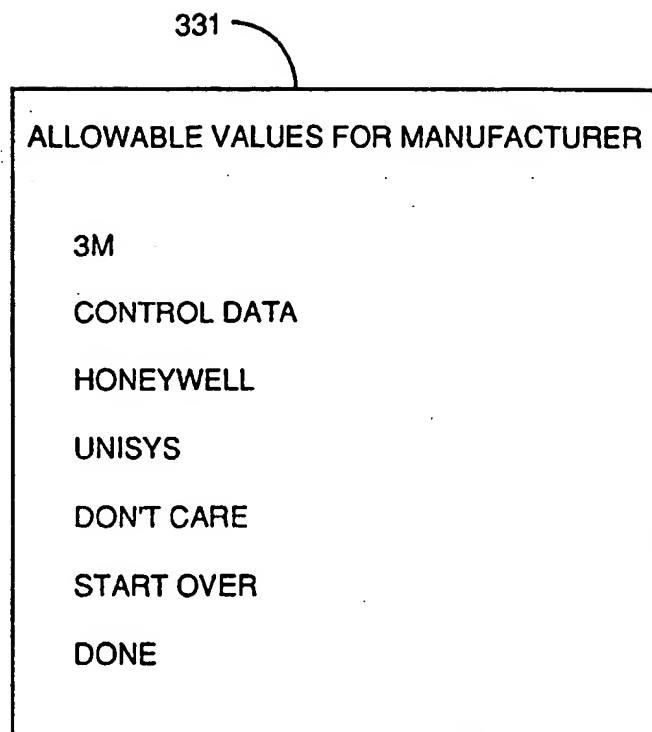 331
ALLOWABLE VALUES FOR MANUFACTURER
3M
CONTROL DATA
HONEYWELL
UNISYS
DON'T CARE
START OVER
DONE